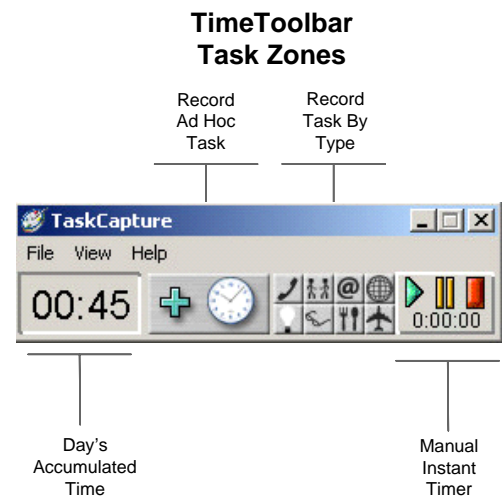 TimeToolbar
Task Zones
Record
Ad Hoc
Task
Record
Task By
Type
TaskCapture
File View Help
00:45
@
0:00:00
Day's
Accumulated
Time
Manual
Instant
Timer